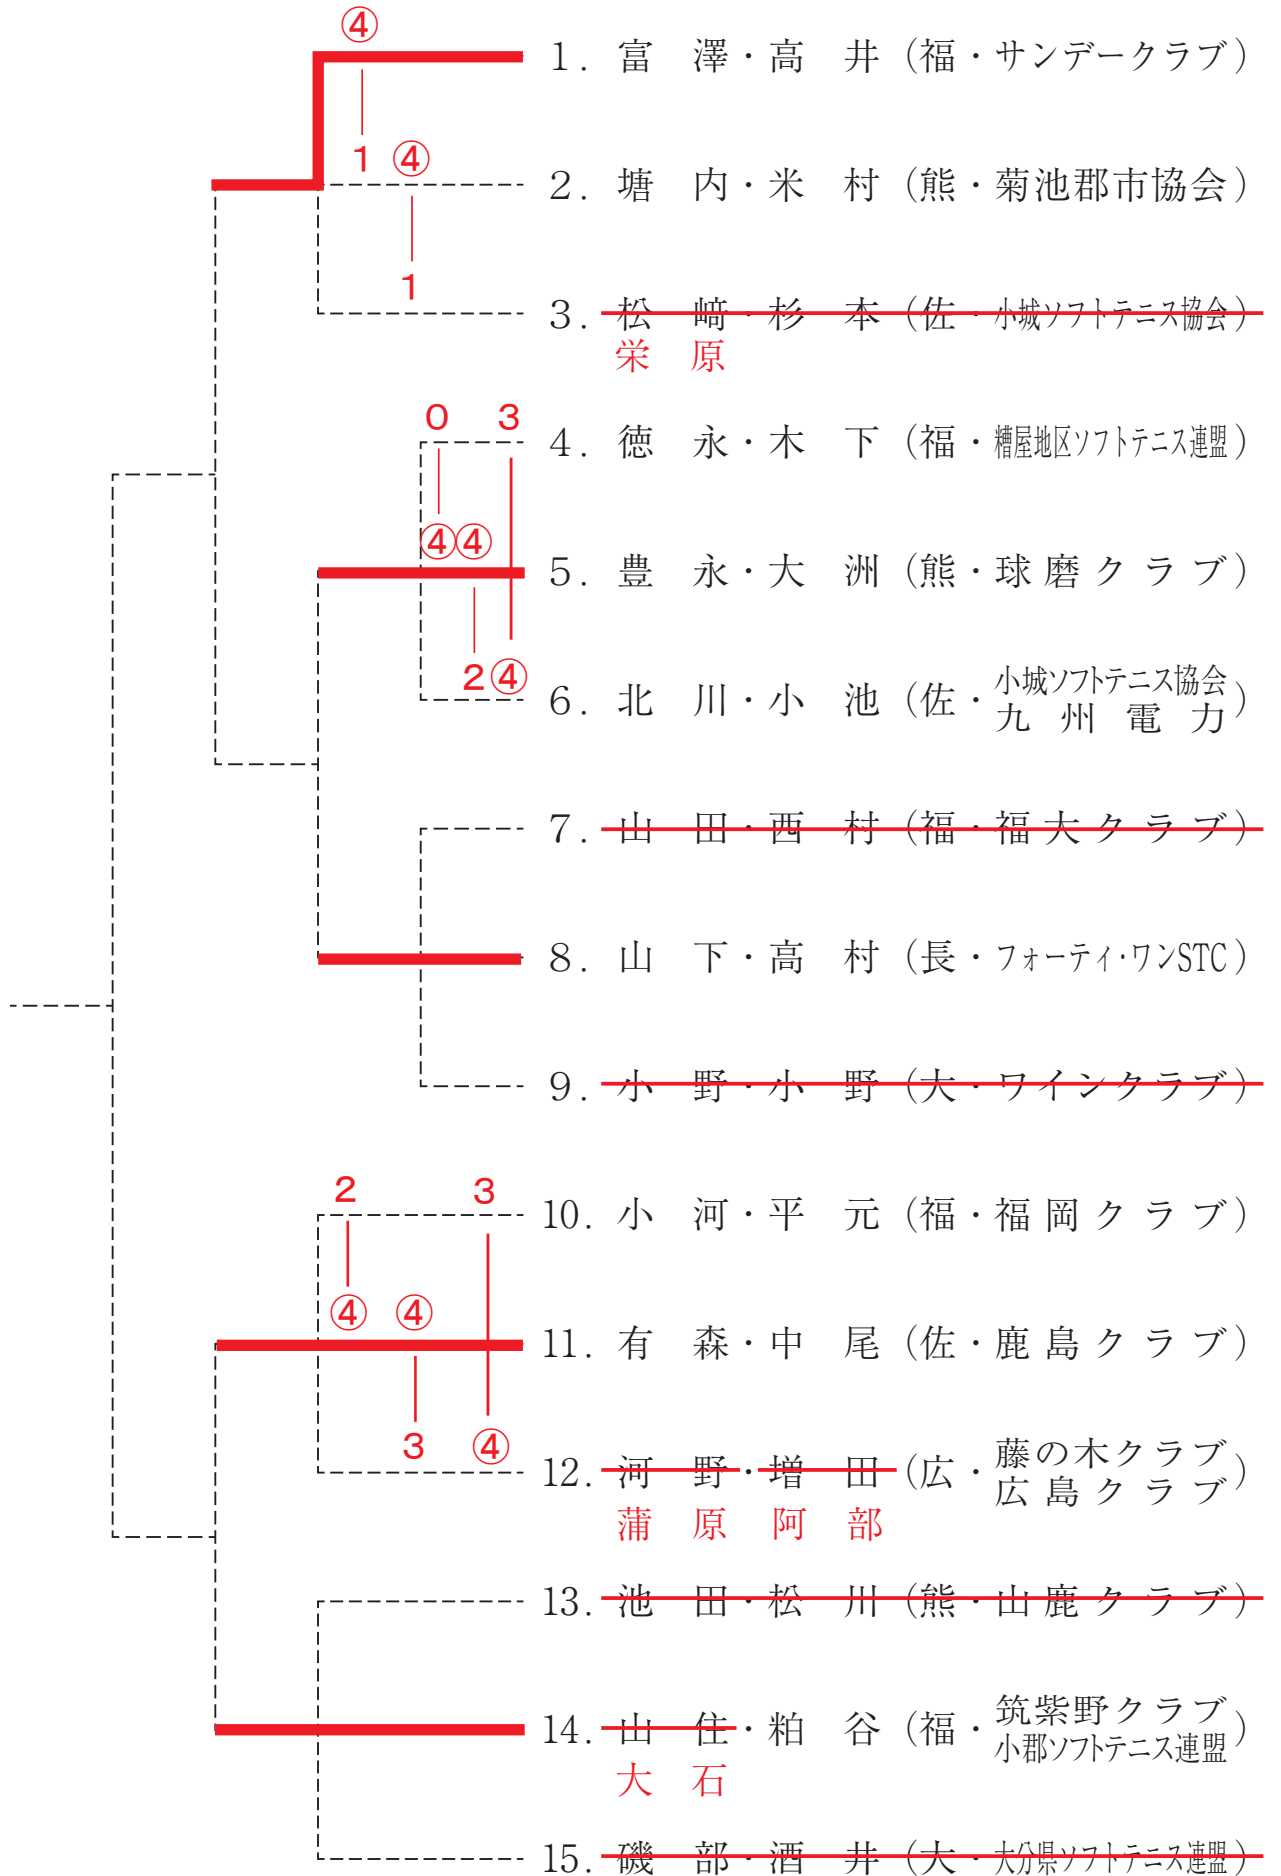 ④
1. 富 澤・高 井 (福・サンデークラブ)
1 ④
2. 塘 内・米 村 (熊・菊池郡市協会)
1
3. 松 﨑・杉 本 (佐・小城ソフトテニス協会)
栄 原
0 3
4. 徳 永・木 下 (福・糟屋地区ソフトテニス連盟)
④④
5. 豊 永・大 洲 (熊・球磨クラブ)
2④
6. 北 川・小 池 (佐・小城ソフトテニス協会
九州電力)
7. 山 田・西 村 (福・福大クラブ)
8. 山 下・高 村 (長・フォーティ・ワンSTC)
9. 小 野・小 野 (大・ワインクラブ)
2 3
10. 小 河・平 元 (福・福岡クラブ)
④ ④
11. 有 森・中 尾 (佐・鹿島クラブ)
3 ④
12. 河 野・増 田 (広・藤の木クラブ
広島クラブ)
蒲 原 阿 部
13. 池 田・松 川 (熊・山鹿クラブ)
14. 山 住・粕 谷 (福・筑紫野クラブ
小郡ソフトテニス連盟)
大 石
15. 磯 部・酒 井 (大・大分県ソフトテニス連盟)